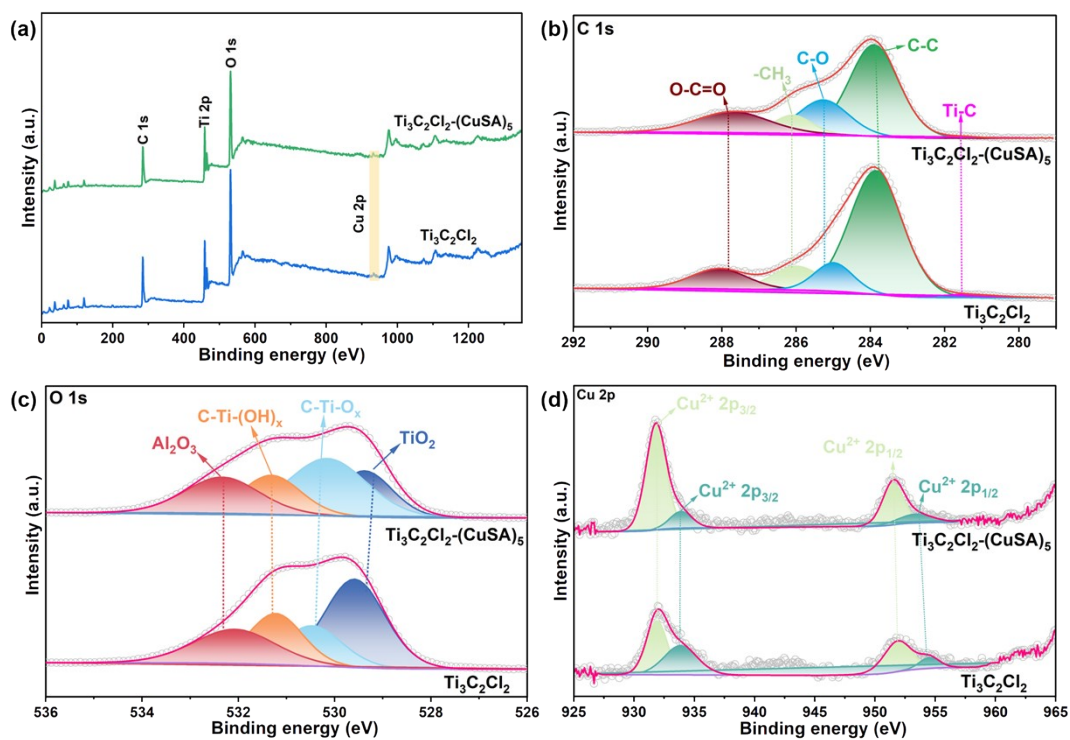 (a)
Intensity (a.u.)
C 1s
Ti 2p
O 1s
Cu 2p
Ti₃C₂Cl₂-(CuSA)₅
Ti₃C₂Cl₂
0 200 400 600 800 1000 1200
Binding energy (eV)
(b)
C 1s
Intensity (a.u.)
O-C=O
-CH₃
C-O
C-C
Ti-C
Ti₃C₂Cl₂-(CuSA)₅
Ti₃C₂Cl₂
292 290 288 286 284 282 280
Binding energy (eV)
(c)
O 1s
Intensity (a.u.)
Al₂O₃
C-Ti-(OH)ₓ
C-Ti-Oₓ
TiO₂
Ti₃C₂Cl₂-(CuSA)₅
Ti₃C₂Cl₂
536 534 532 530 528 526
Binding energy (eV)
(d)
Cu 2p
Intensity (a.u.)
Cu²⁺ 2p₃/₂
Cu²⁺ 2p₃/₂
Cu²⁺ 2p₁/₂
Cu²⁺ 2p₁/₂
Ti₃C₂Cl₂-(CuSA)₅
Ti₃C₂Cl₂
925 930 935 940 945 950 955 960 965
Binding energy (eV)